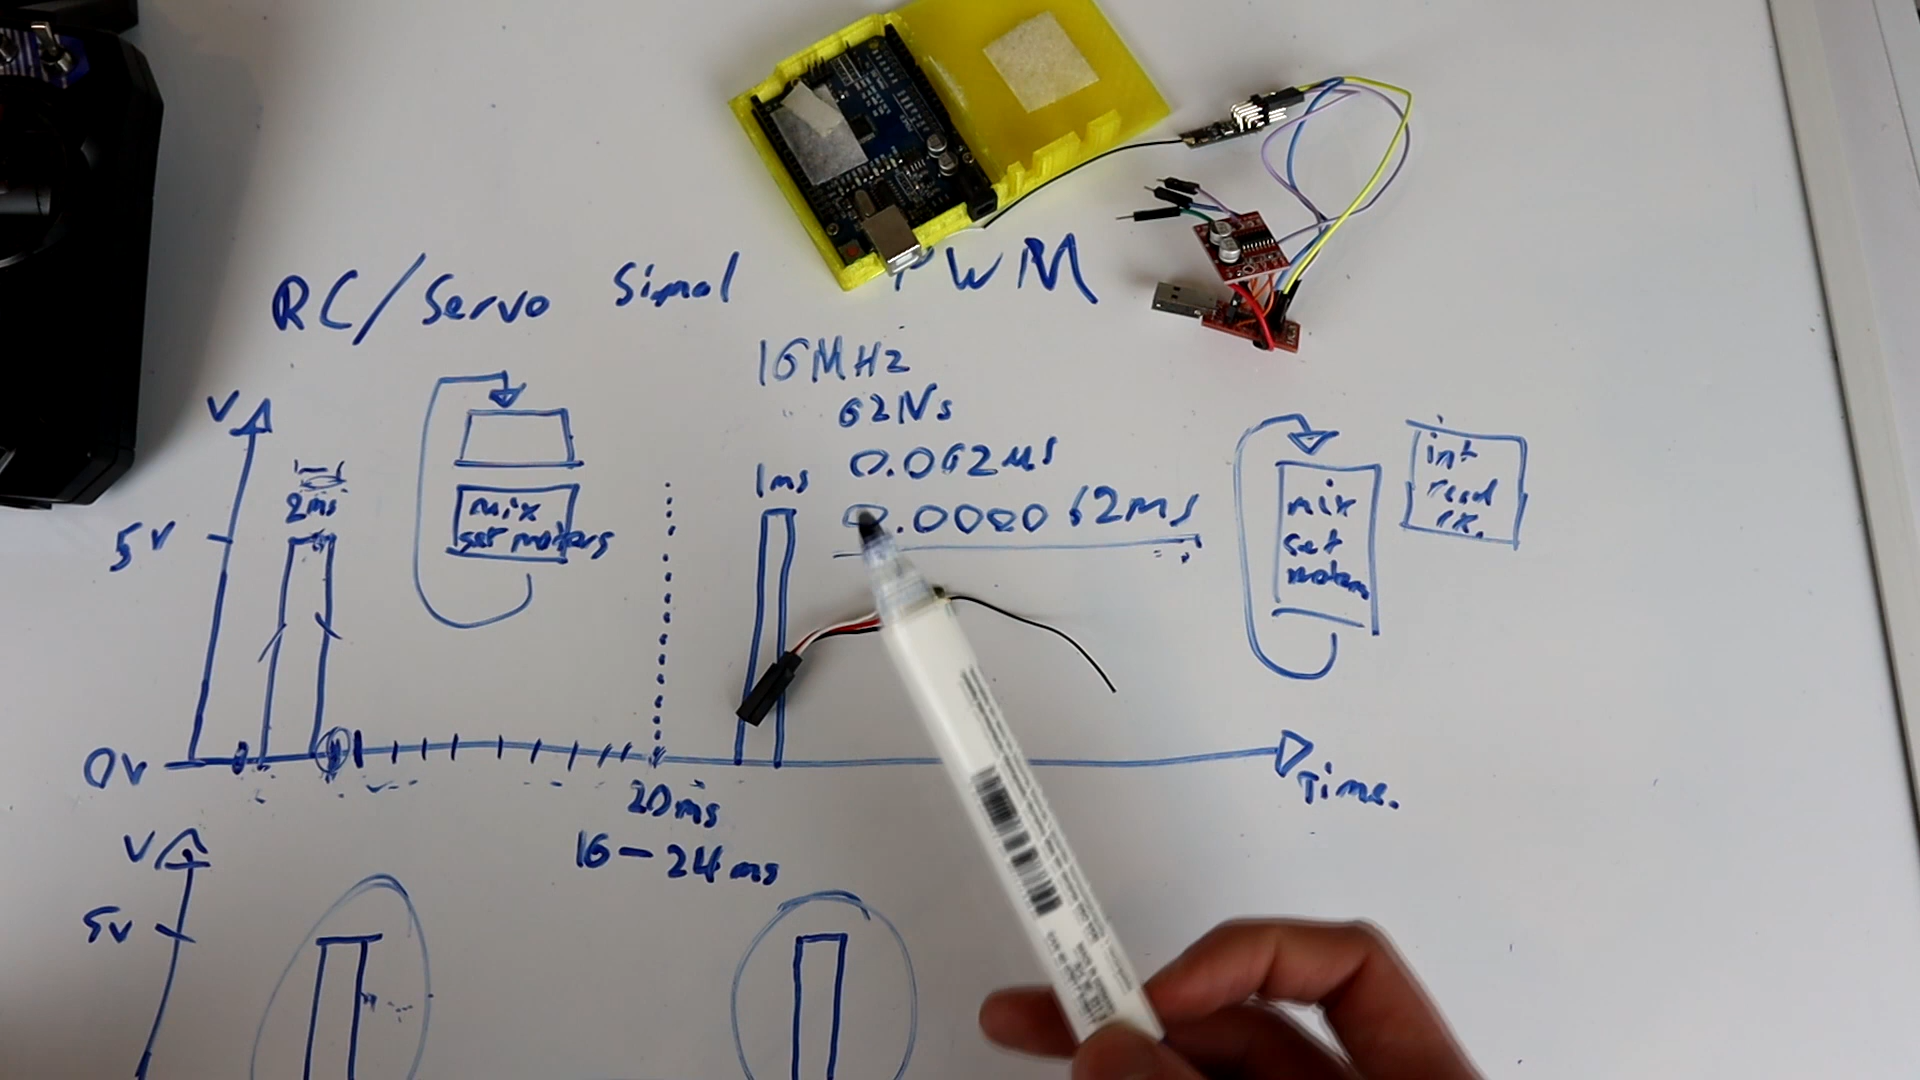 RC/Servo Signal PWM
16MHz
62Ns
0.062us
0.000062ms
V
2ms
5V
mix
set motors
1ms
mix
set
motors
int
read
rx.
0V
20ms
16-24ms
Time.
V
5V